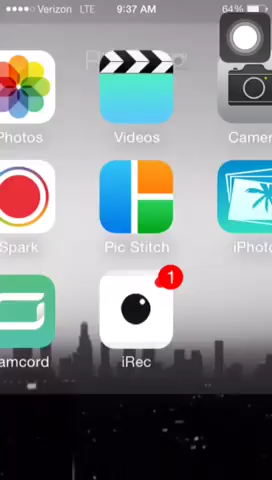 Verizon LTE 9:37 AM 64%
Photos Videos Camer
Spark Pic Stitch iPhoto
amcord iRec
1